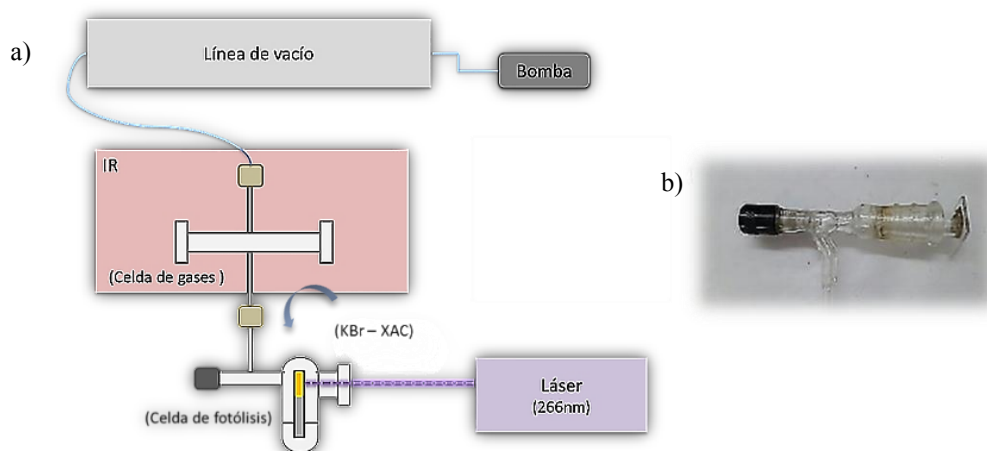 a)
Línea de vacío
Bomba
IR
b)
(Celda de gases )
(KBr – XAC)
(Celda de fotólisis)
Láser
(266nm)